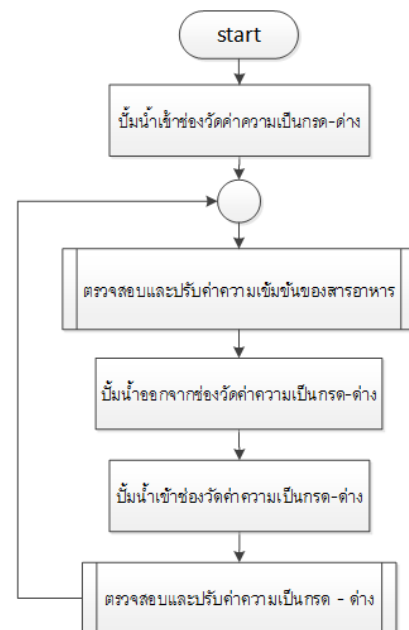 start
ปั๊มน้ำเข้าช่องวัดค่าความเป็นกรด-ด่าง
ตรวจสอบและปรับค่าความเข้มข้นของสารอาหาร
ปั๊มน้ำออกจากช่องวัดค่าความเป็นกรด-ด่าง
ปั๊มน้ำเข้าช่องวัดค่าความเป็นกรด-ด่าง
ตรวจสอบและปรับค่าความเป็นกรด - ด่าง